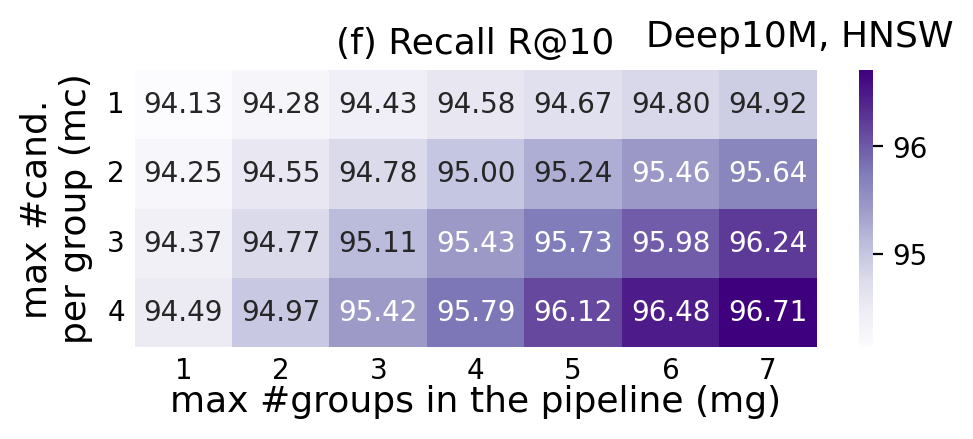 (f) Recall R@10 Deep10M, HNSW
max #cand.
per group (mc)
1 94.13 94.28 94.43 94.58 94.67 94.80 94.92
2 94.25 94.55 94.78 95.00 95.24 95.46 95.64
3 94.37 94.77 95.11 95.43 95.73 95.98 96.24
4 94.49 94.97 95.42 95.79 96.12 96.48 96.71
1 2 3 4 5 6 7
max #groups in the pipeline (mg)
96
95